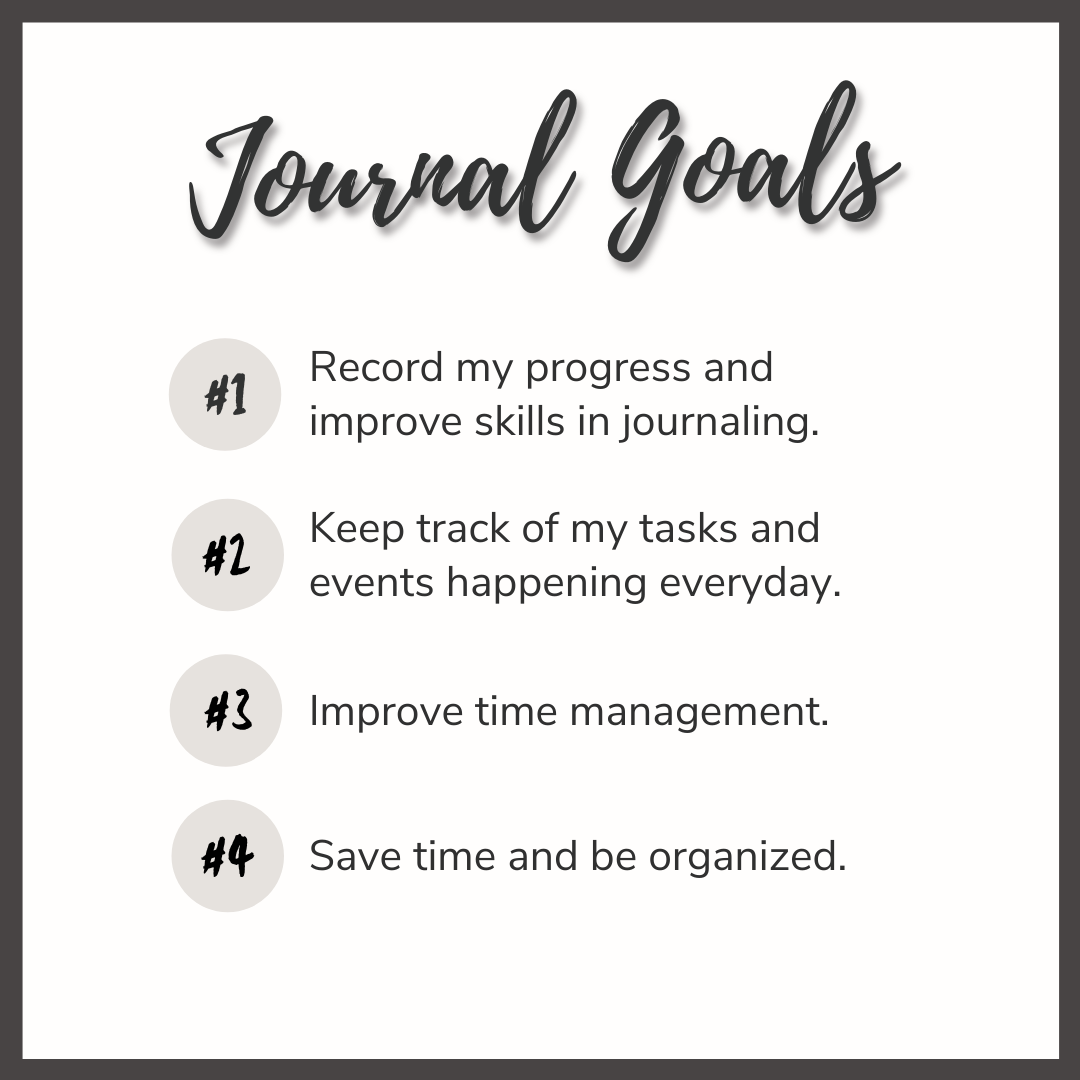 Journal Goals
#1
Record my progress and
improve skills in journaling.
#2
Keep track of my tasks and
events happening everyday.
#3
Improve time management.
#4
Save time and be organized.